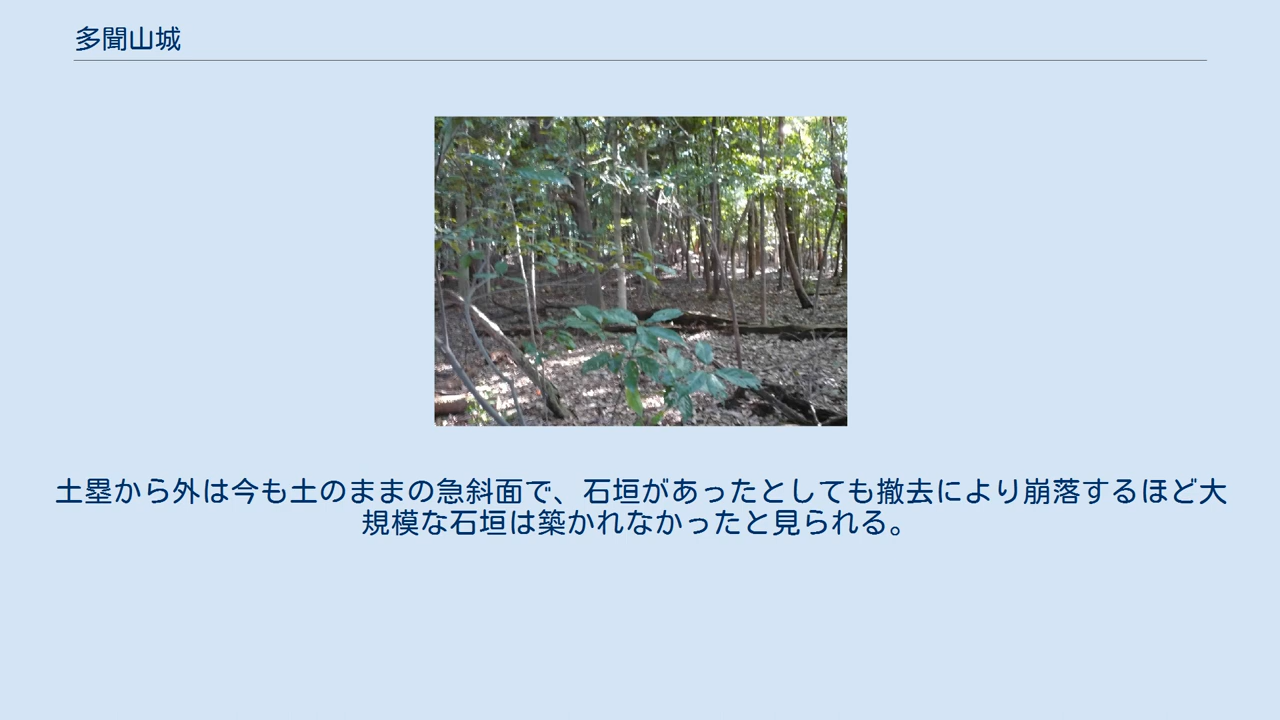 多聞山城
土塁から外は今も土のままの急斜面で、石垣があったとしても撤去により崩落するほど大
規模な石垣は築かれなかったと見られる。